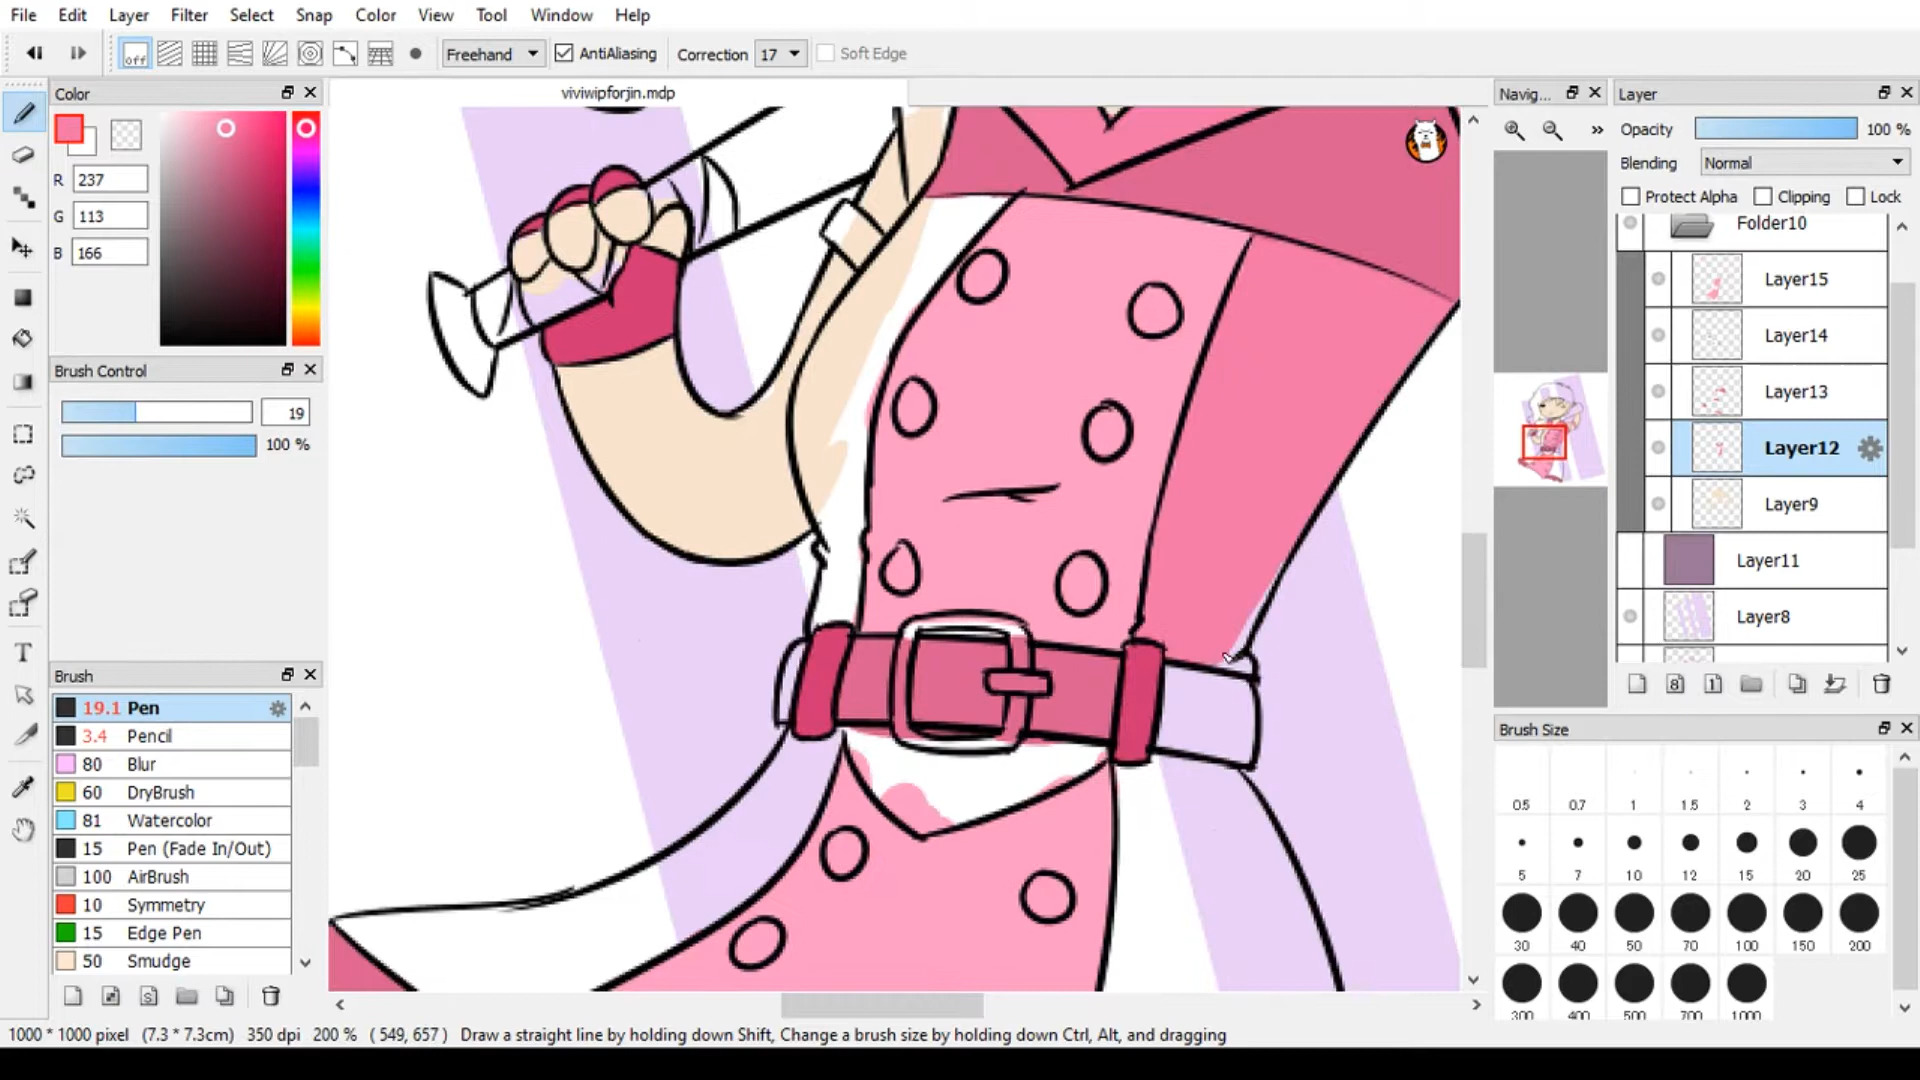 File Edit Layer Filter Select Snap Color View Tool Window Help
off Freehand AntiAliasing Correction 17 Soft Edge
Color
R 237
G 113
B 166
Brush Control
19
100 %
Brush
19.1 Pen
3.4 Pencil
80 Blur
60 DryBrush
81 Watercolor
15 Pen (Fade In/Out)
100 AirBrush
10 Symmetry
15 Edge Pen
50 Smudge
viviwipforjin.mdp
Navig...
Layer
Opacity 100 %
Blending Normal
Protect Alpha Clipping Lock
Folder10
Layer15
Layer14
Layer13
Layer12
Layer9
Layer11
Layer8
Brush Size
0.5 0.7 1 1.5 2 3 4
5 7 10 12 15 20 25
30 40 50 70 100 150 200
300 400 500 700 1000
1000 * 1000 pixel (7.3 * 7.3cm) 350 dpi 200 % ( 549, 657 ) Draw a straight line by holding down Shift, Change a brush size by holding down Ctrl, Alt, and dragging